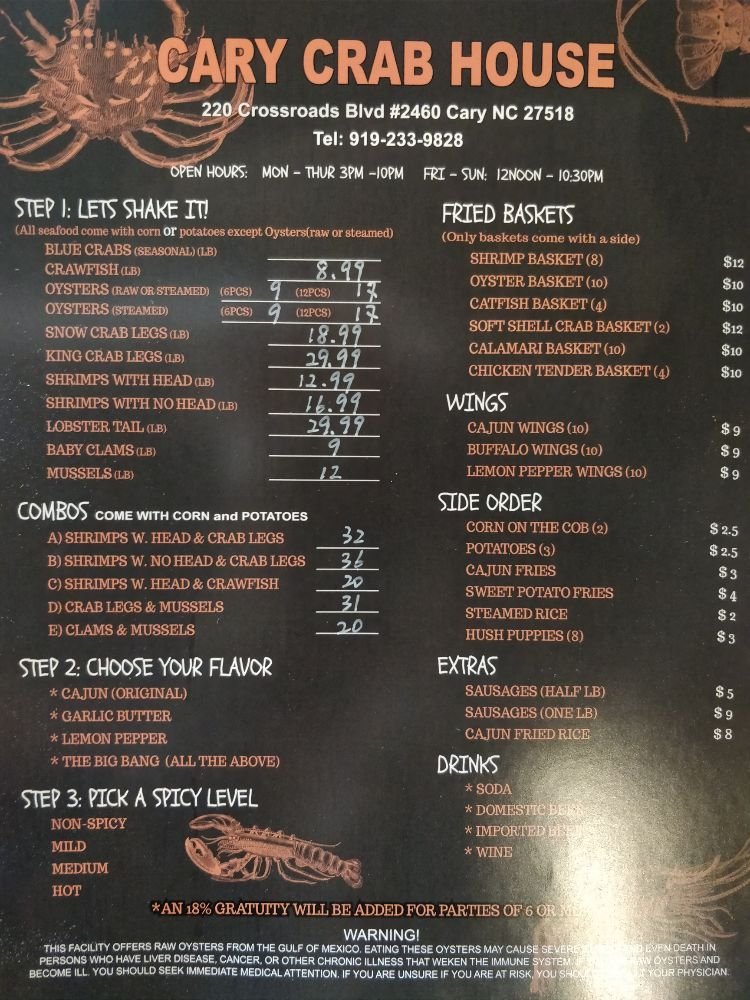 CARY CRAB HOUSE
220 Crossroads Blvd #2460 Cary NC 27518
Tel: 919-233-9828
OPEN HOURS: MON - THUR 3PM -10PM FRI - SUN: 12NOON - 10:30PM
STEP 1: LETS SHAKE IT!
(All seafood come with corn or potatoes except Oysters(raw or steamed)
BLUE CRABS (SEASONAL) (LB)
CRAWFISH (LB) 8.99
OYSTERS (RAW OR STEAMED) (6PCS) 9 (12PCS) 17
OYSTERS (STEAMED) (6PCS) 9 (12PCS) 17
SNOW CRAB LEGS (LB) 18.99
KING CRAB LEGS (LB) 29.99
SHRIMPS WITH HEAD (LB) 12.99
SHRIMPS WITH NO HEAD (LB) 16.99
LOBSTER TAIL (LB) 29.99
BABY CLAMS (LB) 9
MUSSELS (LB) 12
COMBOS COME WITH CORN and POTATOES
A) SHRIMPS W. HEAD & CRAB LEGS 32
B) SHRIMPS W. NO HEAD & CRAB LEGS 36
C) SHRIMPS W. HEAD & CRAWFISH 20
D) CRAB LEGS & MUSSELS 31
E) CLAMS & MUSSELS 20
STEP 2: CHOOSE YOUR FLAVOR
* CAJUN (ORIGINAL)
* GARLIC BUTTER
* LEMON PEPPER
* THE BIG BANG (ALL THE ABOVE)
STEP 3: PICK A SPICY LEVEL
NON-SPICY
MILD
MEDIUM
HOT
FRIED BASKETS
(Only baskets come with a side)
SHRIMP BASKET (8) $12
OYSTER BASKET (10) $10
CATFISH BASKET (4) $10
SOFT SHELL CRAB BASKET (2) $12
CALAMARI BASKET (10) $10
CHICKEN TENDER BASKET (4) $10
WINGS
CAJUN WINGS (10) $9
BUFFALO WINGS (10) $9
LEMON PEPPER WINGS (10) $9
SIDE ORDER
CORN ON THE COB (2) $2.5
POTATOES (3) $2.5
CAJUN FRIES $3
SWEET POTATO FRIES $4
STEAMED RICE $2
HUSH PUPPIES (8) $3
EXTRAS
SAUSAGES (HALF LB) $5
SAUSAGES (ONE LB) $9
CAJUN FRIED RICE $8
DRINKS
* SODA
* DOMESTIC BEER
* IMPORTED BEER
* WINE
*AN 18% GRATUITY WILL BE ADDED FOR PARTIES OF 6 OR
WARNING!
THIS FACILITY OFFERS RAW OYSTERS FROM THE GULF OF MEXICO. EATING THESE OYSTERS MAY CAUSE SEVERE EVEN DEATH IN
PERSONS WHO HAVE LIVER DISEASE, CANCER, OR OTHER CHRONIC ILLNESS THAT WEKEN THE IMMUNE SYSTEM. RAW OYSTERS AND
BECOME ILL. YOU SHOULD SEEK IMMEDIATE MEDICAL ATTENTION. IF YOU ARE UNSURE IF YOU ARE AT RISK, YOU YOUR PHYSICIAN.